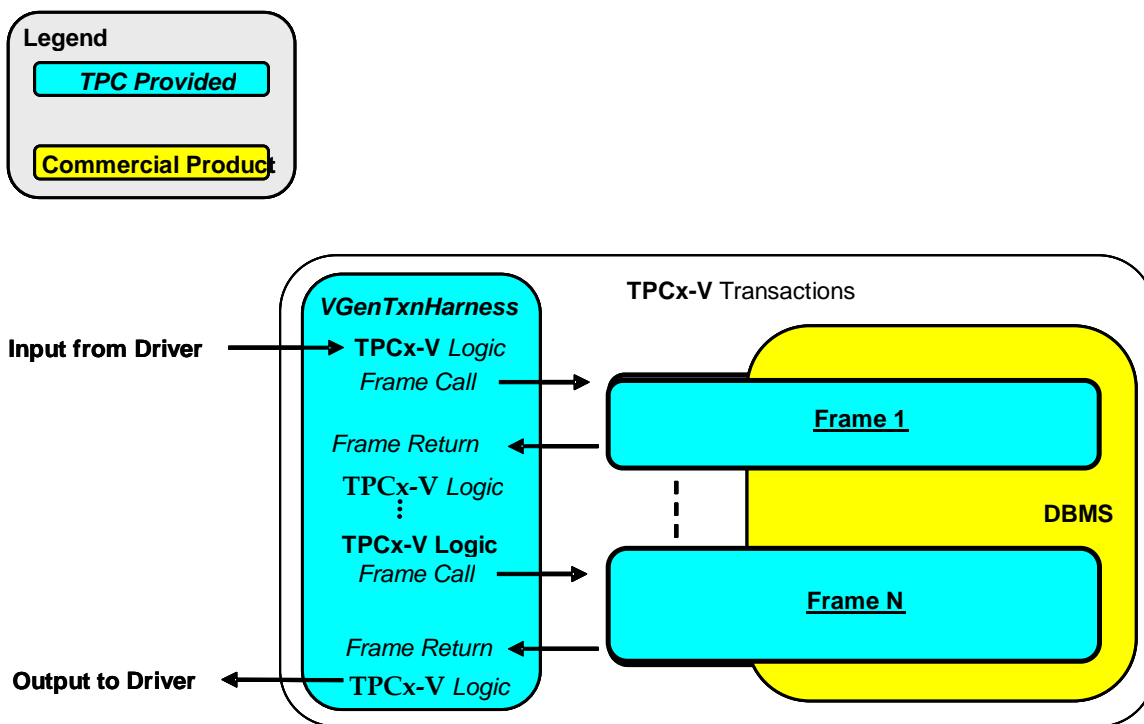 Legend
TPC Provided
Commercial Product
TPCx-V Transactions
VGenTxnHarness
Input from Driver
TPCx-V Logic
Frame Call
Frame 1
Frame Return
TPCx-V Logic
DBMS
TPCx-V Logic
Frame Call
Frame N
Frame Return
Output to Driver
TPCx-V Logic